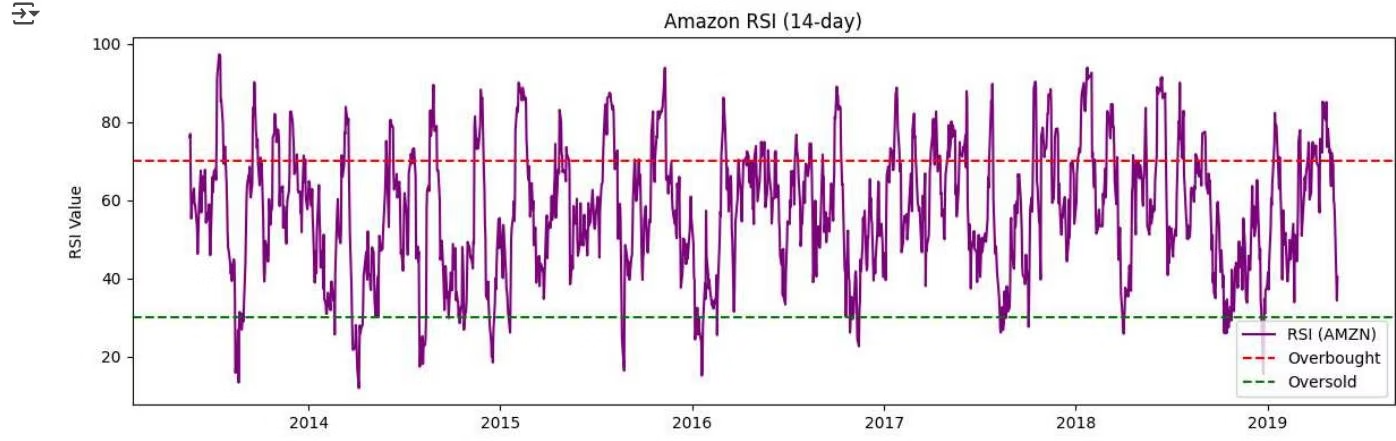 Amazon RSI (14-day)
100
80
60
40
20
RSI Value
2014 2015 2016 2017 2018 2019
RSI (AMZN)
Overbought
Oversold